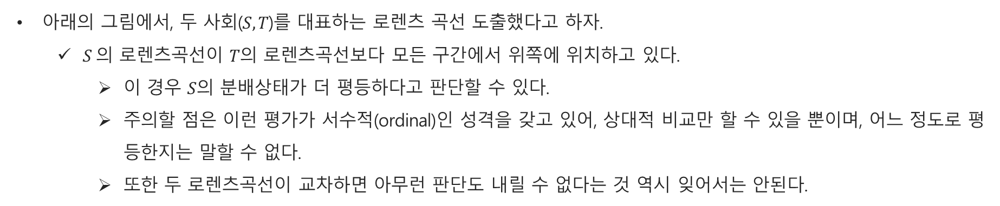 • 아래의 그림에서, 두 사회(S, T)를 대표하는 로렌츠 곡선 도출했다고 하자.
✓ S 의 로렌츠곡선이 T의 로렌츠곡선보다 모든 구간에서 위쪽에 위치하고 있다.
➢ 이 경우 S의 분배상태가 더 평등하다고 판단할 수 있다.
➢ 주의할 점은 이런 평가가 서수적(ordinal)인 성격을 갖고 있어, 상대적 비교만 할 수 있을 뿐이며, 어느 정도로 평
등한지는 말할 수 없다.
➢ 또한 두 로렌츠곡선이 교차하면 아무런 판단도 내릴 수 없다는 것 역시 잊어서는 안된다.